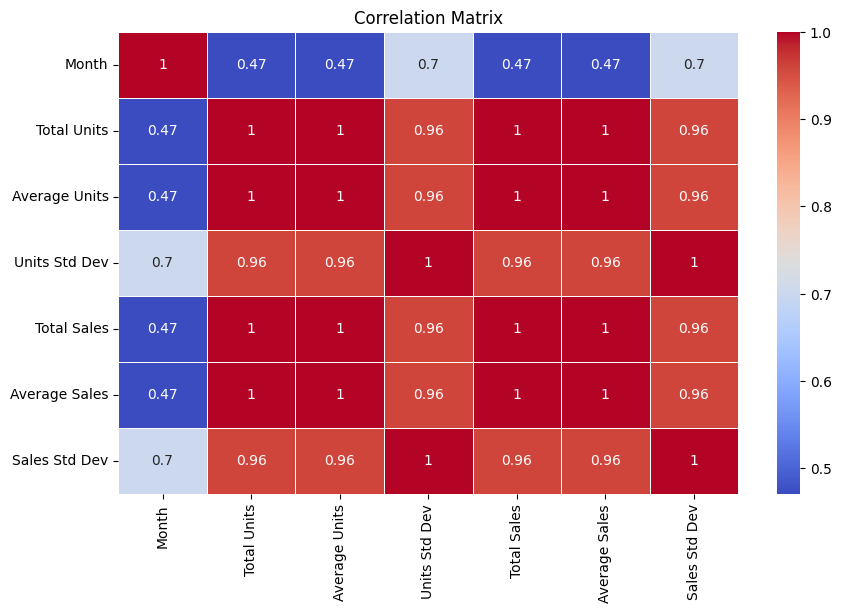 Correlation Matrix
Month 1 0.47 0.47 0.7 0.47 0.47 0.7
Total Units 0.47 1 1 0.96 1 1 0.96
Average Units 0.47 1 1 0.96 1 1 0.96
Units Std Dev 0.7 0.96 0.96 1 0.96 0.96 1
Total Sales 0.47 1 1 0.96 1 1 0.96
Average Sales 0.47 1 1 0.96 1 1 0.96
Sales Std Dev 0.7 0.96 0.96 1 0.96 0.96 1
Month
Total Units
Average Units
Units Std Dev
Total Sales
Average Sales
Sales Std Dev
1.0
0.9
0.8
0.7
0.6
0.5